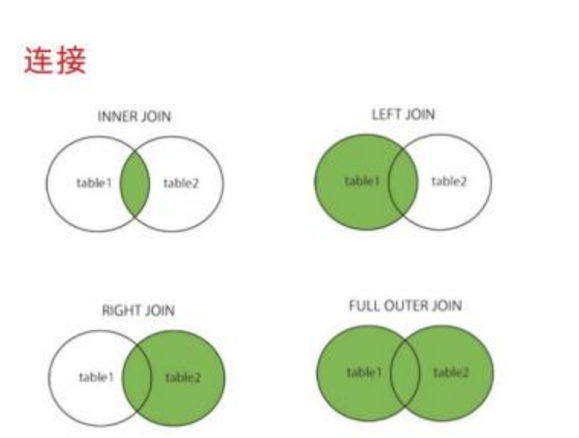 连接
INNER JOIN
table1
table2
LEFT JOIN
table1
table2
RIGHT JOIN
table1
table2
FULL OUTER JOIN
table1
table2